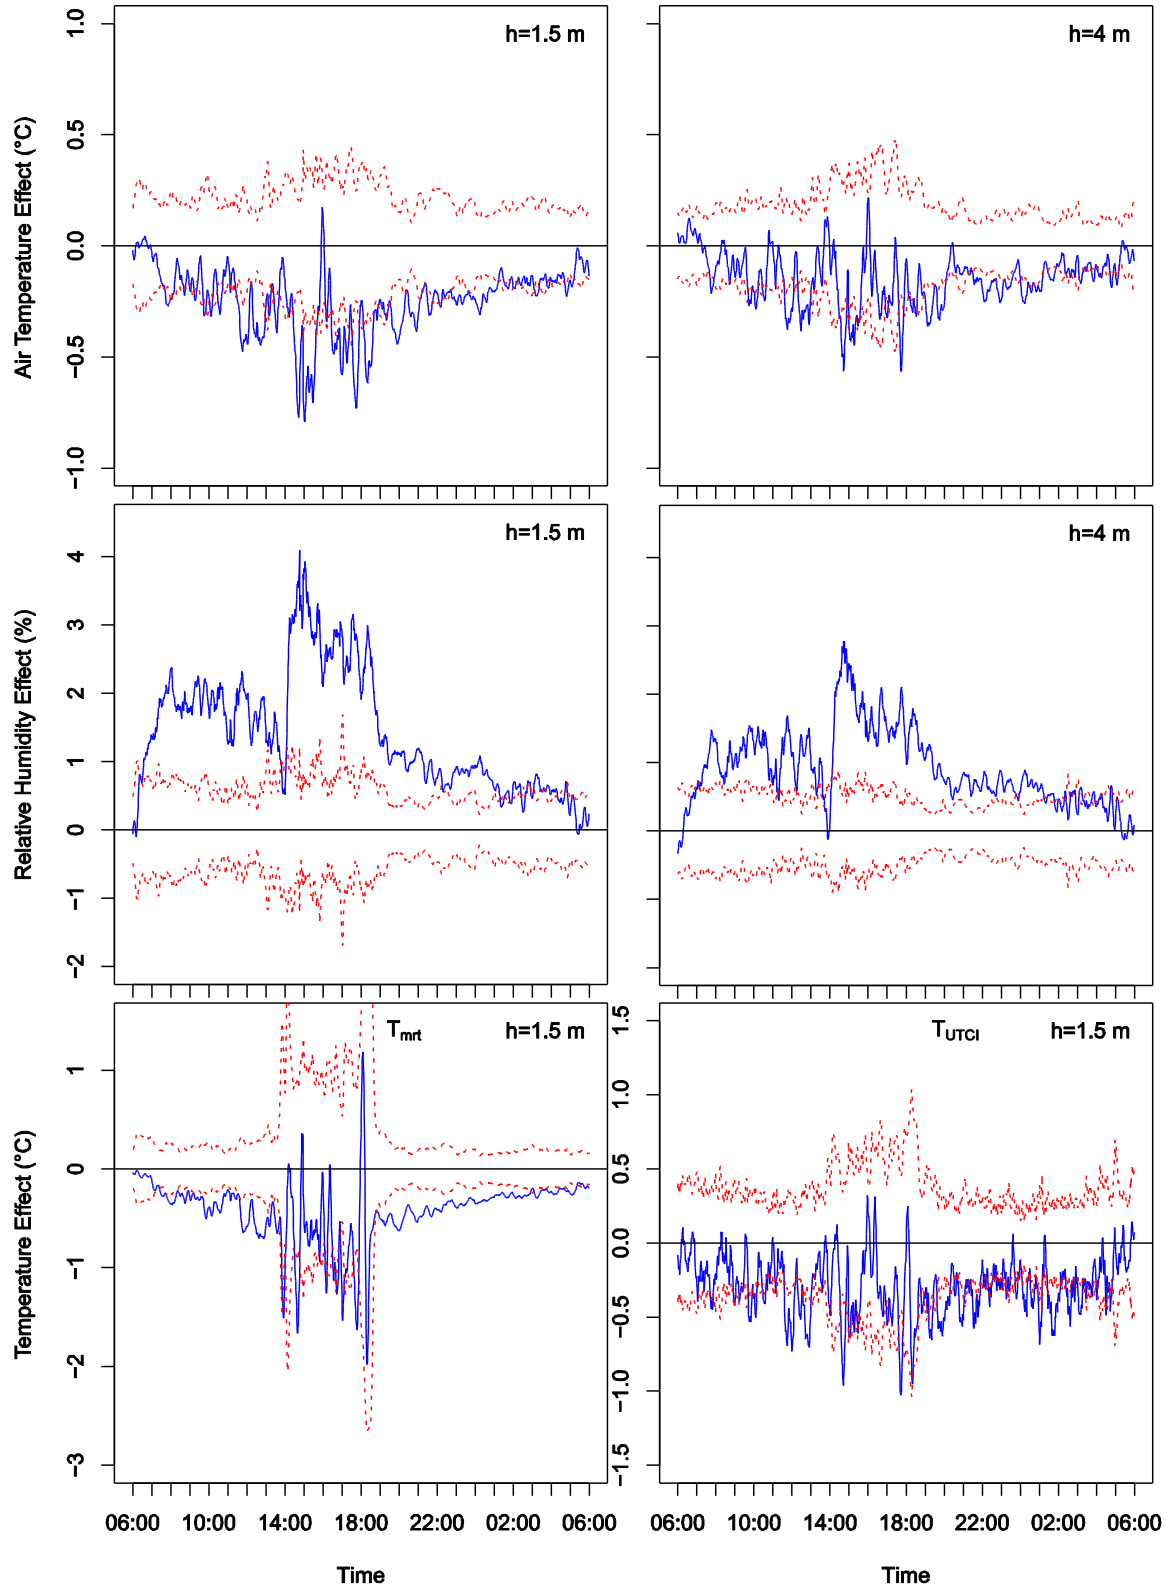 h=1.5 m
h=4 m
Air Temperature Effect (°C)
1.0
0.5
0.0
−0.5
−1.0
h=1.5 m
h=4 m
Relative Humidity Effect (%)
4
3
2
1
0
−1
−2
Tmrt h=1.5 m
TUTCI h=1.5 m
Temperature Effect (°C)
1
0
−1
−2
−3
1.5
1.0
0.5
0.0
−0.5
−1.0
−1.5
06:00 10:00 14:00 18:00 22:00 02:00 06:00
06:00 10:00 14:00 18:00 22:00 02:00 06:00
Time
Time